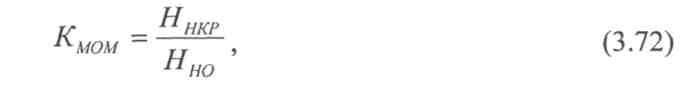 K_МОМ = H_НКР / H_НО , (3.72)